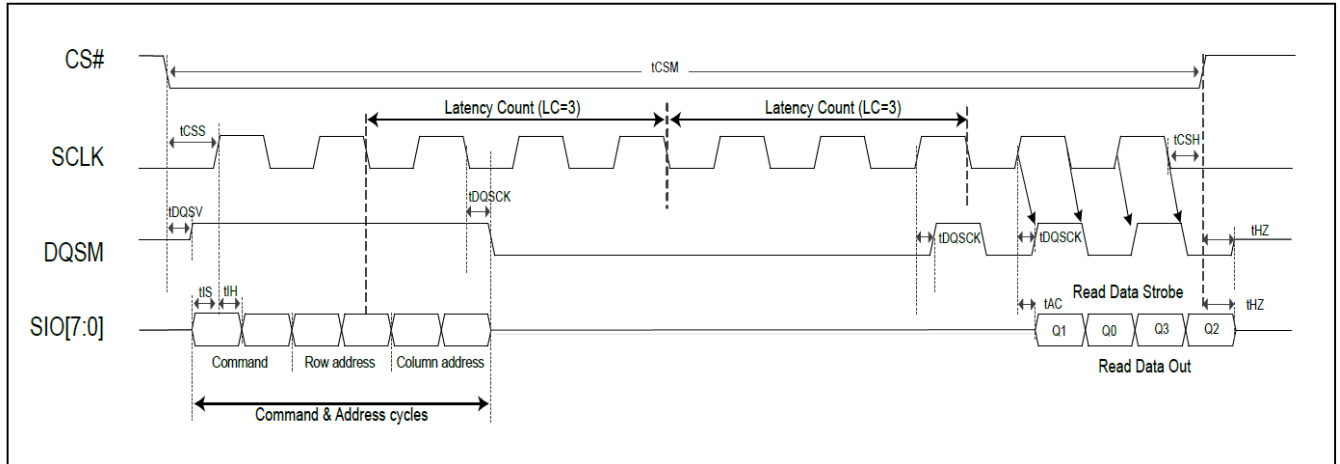 CS#
tCSM
Latency Count (LC=3) Latency Count (LC=3)
tCSS
tCSH
SCLK
tDQSV
tDQSCK
DQSM
tDQSCK tDQSCK
tHZ
tIS tIH
tAC
Read Data Strobe
tHZ
SIO[7:0]
Q1 Q0 Q3 Q2
Command Row address Column address
Read Data Out
Command & Address cycles